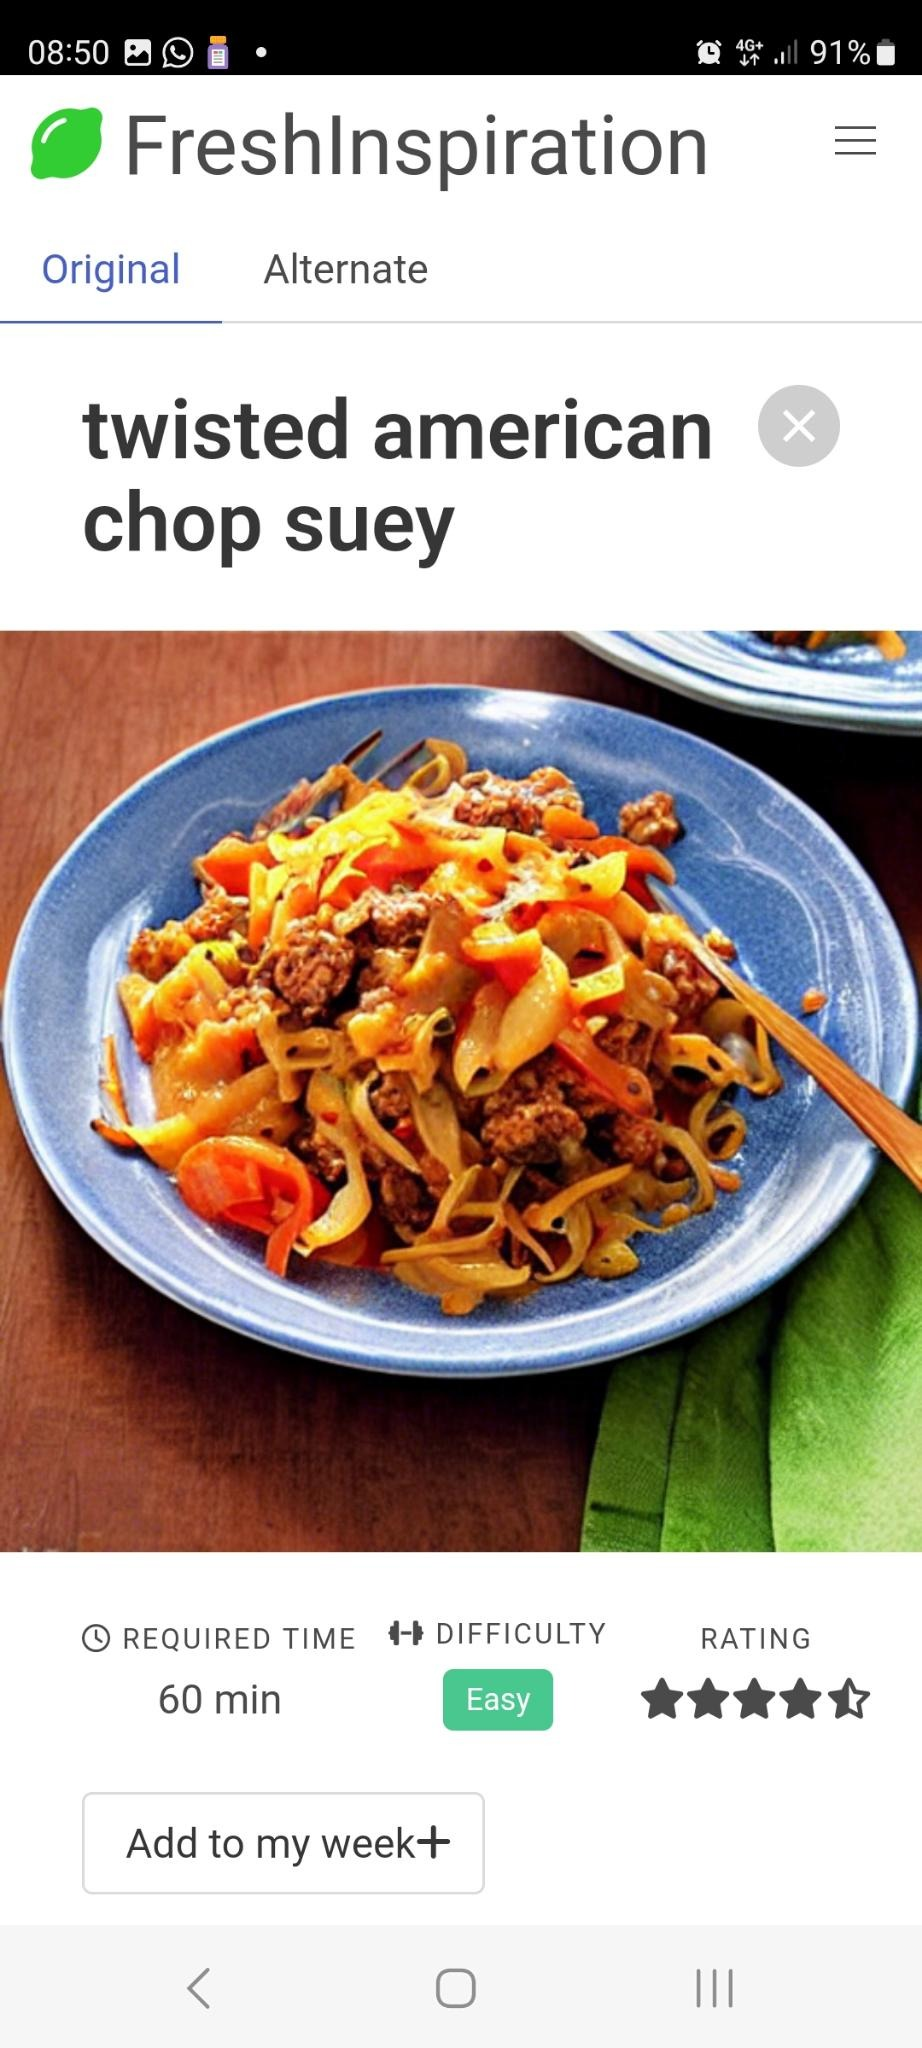 08:50
4G+
91%
FreshInspiration
Original Alternate
twisted american
chop suey
REQUIRED TIME
60 min
DIFFICULTY
Easy
RATING
Add to my week+